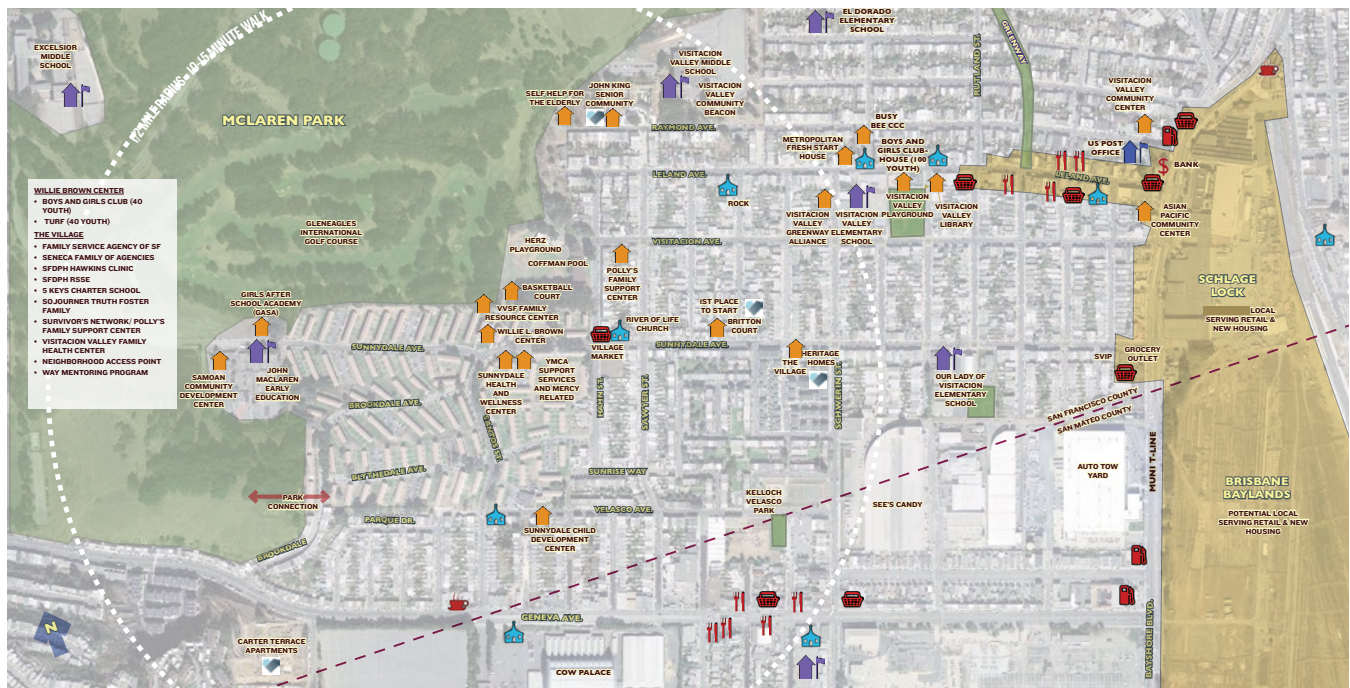 EXCELSIOR
MIDDLE
SCHOOL
1/2 MILE RADIUS - 10-15 MINUTE WALK
MCLAREN PARK
EL DORADO
ELEMENTARY
SCHOOL
GREENWAY
RUTLAND ST.
VISITACION
VALLEY MIDDLE
SCHOOL
VISITACION
VALLEY
COMMUNITY
BEACON
SELF HELP FOR
THE ELDERLY
JOHN KING
SENIOR
COMMUNITY
RAYMOND AVE.
BUSY
BEE CCC
METROPOLITAN
FRESH START
HOUSE
BOYS AND
GIRLS CLUB-
HOUSE (100
YOUTH)
VISITACION
VALLEY
COMMUNITY
CENTER
US POST
OFFICE
$ BANK
LELAND AVE.
LELAND AVE.
ROCK
VISITACION
VALLEY
GREENWAY
ALLIANCE
VISITACION
VALLEY
ELEMENTARY
SCHOOL
VISITACION
VALLEY
PLAYGROUND
VISITACION
VALLEY
LIBRARY
ASIAN
PACIFIC
COMMUNITY
CENTER
WILLIE BROWN CENTER
• BOYS AND GIRLS CLUB (40
YOUTH)
• TURF (40 YOUTH)
THE VILLAGE
• FAMILY SERVICE AGENCY OF SF
• SENECA FAMILY OF AGENCIES
• SFDPH HAWKINS CLINIC
• SFDPH RSSE
• 5 KEYS CHARTER SCHOOL
• SOJOURNER TRUTH FOSTER
FAMILY
• SURVIVOR'S NETWORK/ POLLY'S
FAMILY SUPPORT CENTER
• VISITACION VALLEY FAMILY
HEALTH CENTER
• NEIGHBORHOOD ACCESS POINT
• WAY MENTORING PROGRAM
GLENEAGLES
INTERNATIONAL
GOLF COURSE
HERZ
PLAYGROUND
COFFMAN POOL
VISITACION AVE.
POLLY'S
FAMILY
SUPPORT
CENTER
SCHLAGE
LOCK
LOCAL
SERVING RETAIL &
NEW HOUSING
GIRLS AFTER
SCHOOL ACADEMY
(GASA)
BASKETBALL
COURT
VVSF FAMILY
RESOURCE CENTER
WILLIE L. BROWN
CENTER
1ST PLACE
TO START
BRITTON
COURT
RIVER OF LIFE
CHURCH
SUNNYDALE AVE.
VILLAGE
MARKET
SUNNYDALE AVE.
HERITAGE
HOMES
THE
VILLAGE
SVIP
GROCERY
OUTLET
SAMOAN
COMMUNITY
DEVELOPMENT
CENTER
JOHN
MACLAREN
EARLY
EDUCATION
SUNNYDALE
HEALTH
AND
WELLNESS
CENTER
YMCA
SUPPORT
SERVICES
AND MERCY
RELATED
OUR LADY OF
VISITACION
ELEMENTARY
SCHOOL
BROOKDALE AVE.
HAHN ST.
SAWYER ST.
SCHWERIN ST.
SANTOS ST.
SAN FRANCISCO COUNTY
SAN MATEO COUNTY
BLYTHEDALE AVE.
SUNRISE WAY
AUTO TOW
YARD
MUNI T-LINE
BRISBANE
BAYLANDS
POTENTIAL LOCAL
SERVING RETAIL & NEW
HOUSING
PARK
CONNECTION
KELLOCH
VELASCO
PARK
SEE'S CANDY
PARQUE DR.
VELASCO AVE.
SUNNYDALE CHILD
DEVELOPMENT
CENTER
BROOKDALE
GENEVA AVE.
BAYSHORE BLVD.
N
CARTER TERRACE
APARTMENTS
COW PALACE